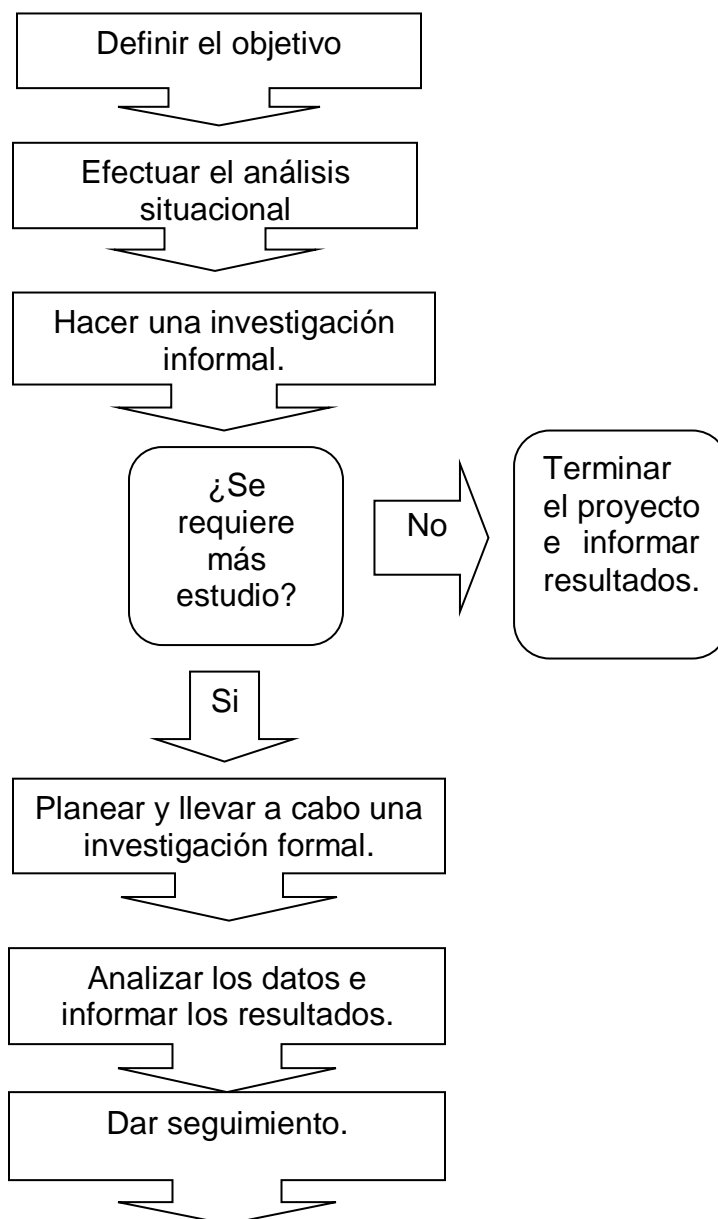 Definir el objetivo
Efectuar el análisis
situacional
Hacer una investigación
informal.
¿Se
requiere
más
estudio?
No
Terminar
el proyecto
e informar
resultados.
Si
Planear y llevar a cabo una
investigación formal.
Analizar los datos e
informar los resultados.
Dar seguimiento.